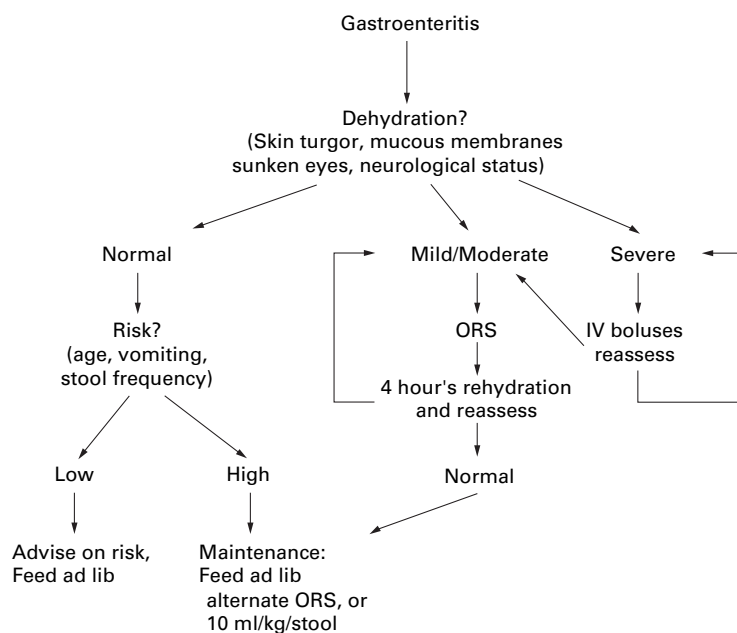 Gastroenteritis
Dehydration?
(Skin turgor, mucous membranes
sunken eyes, neurological status)
Normal
Mild/Moderate
Severe
Risk?
(age, vomiting,
stool frequency)
ORS
IV boluses
reassess
4 hour's rehydration
and reassess
Low
High
Normal
Advise on risk,
Feed ad lib
Maintenance:
Feed ad lib
alternate ORS, or
10 ml/kg/stool